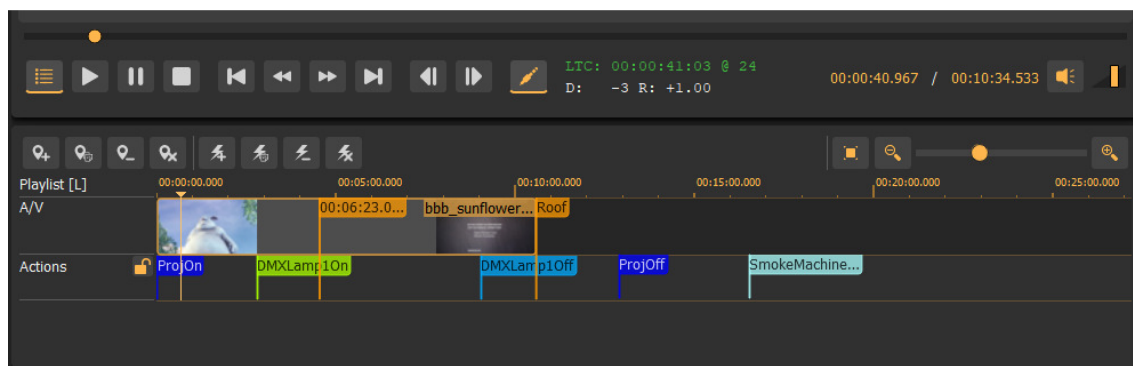 LTC: 00:00:41:03 @ 24
D: -3 R: +1.00
00:00:40.967 / 00:10:34.533
Playlist [L]
00:00:00.000 00:05:00.000 00:10:00.000 00:15:00.000 00:20:00.000 00:25:00.000
A/V
00:06:23.0... bbb_sunflower... Roof
Actions
ProjOn DMXLamp1On DMXLamp1Off ProjOff SmokeMachine...